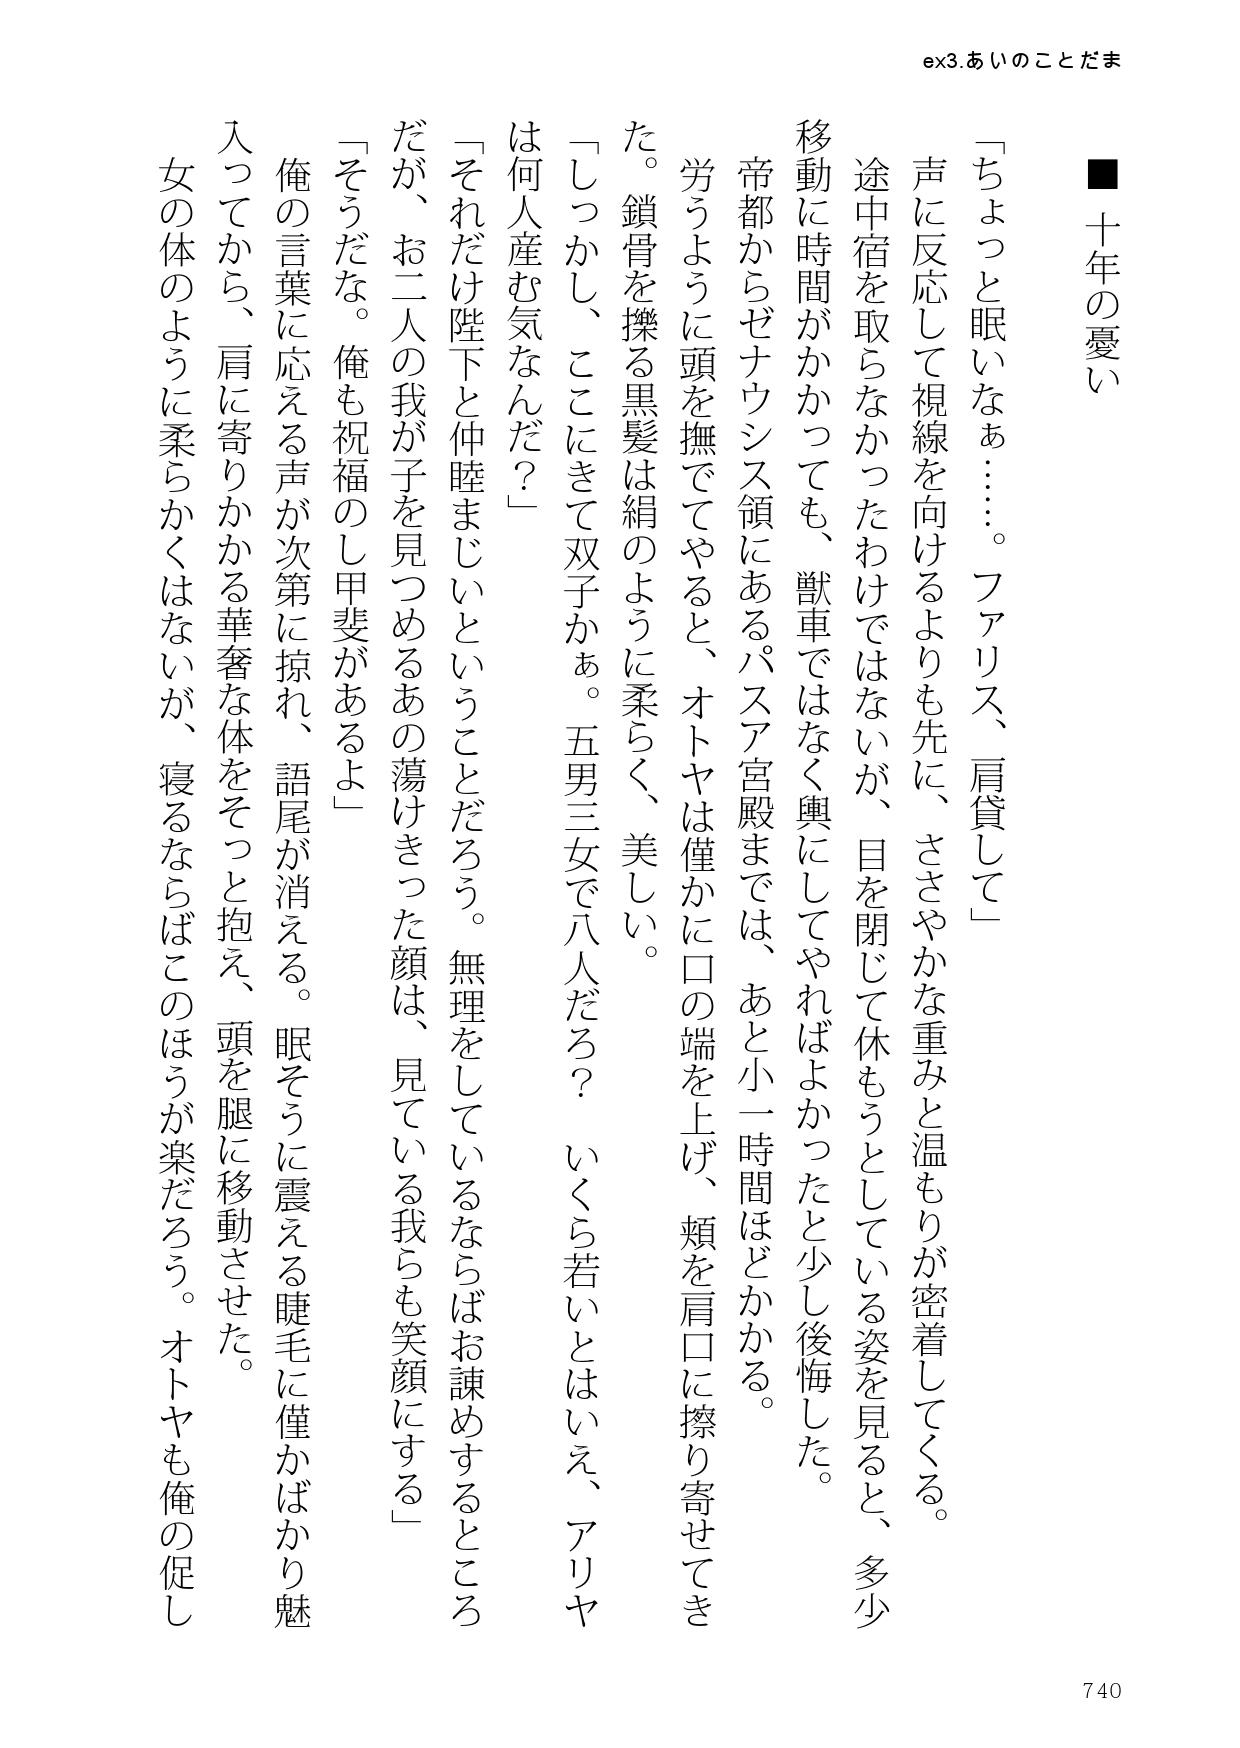 ex3.あいのことだま
■ 十年の憂い
「ちょっと眠いなぁ……。ファリス、肩貸して」
　声に反応して視線を向けるよりも先に、ささやかな重みと温もりが密着してくる。
　途中宿を取らなかったわけではないが、目を閉じて休もうとしている姿を見ると、多少
移動に時間がかかっても、獣車ではなく輿にしてやればよかったと少し後悔した。
　帝都からゼナウシス領にあるパスア宮殿までは、あと小一時間ほどかかる。
　労うように頭を撫でてやると、オトヤは僅かに口の端を上げ、頬を肩口に擦り寄せてき
た。鎖骨を擽る黒髪は絹のように柔らく、美しい。
「しっかし、ここにきて双子かぁ。五男三女で八人だろ？　いくら若いとはいえ、アリヤ
は何人産む気なんだ？」
「それだけ陛下と仲睦まじいということだろう。無理をしているならばお諌めするところ
だが、お二人の我が子を見つめるあの蕩けきった顔は、見ている我らも笑顔にする」
「そうだな。俺も祝福のし甲斐があるよ」
　俺の言葉に応える声が次第に掠れ、語尾が消える。眠そうに震える睫毛に僅かばかり魅
入ってから、肩に寄りかかる華奢な体をそっと抱え、頭を腿に移動させた。
　女の体のように柔らかくはないが、寝るならばこのほうが楽だろう。オトヤも俺の促し
740